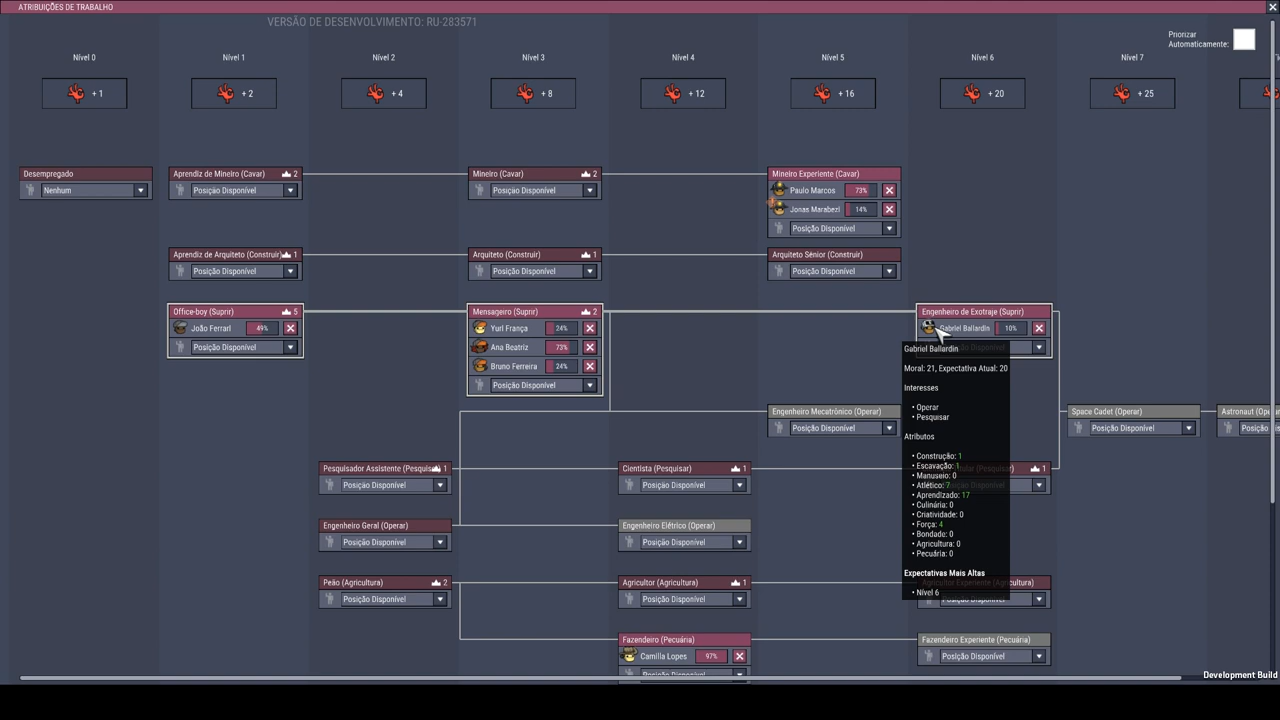 ATRIBUIÇÕES DE TRABALHO
VERSÃO DE DESENVOLVIMENTO: RU-283571
Priorizar
Automaticamente:
Nível 0
Nível 1
Nível 2
Nível 3
Nível 4
Nível 5
Nível 6
Nível 7
+ 1
+ 2
+ 4
+ 8
+ 12
+ 16
+ 20
+ 25
Desempregado
Nenhum
Aprendiz de Mineiro (Cavar) 2
Posição Disponível
Mineiro (Cavar) 2
Posição Disponível
Mineiro Experiente (Cavar)
Paulo Marcos 73%
Jonas Marabezi 14%
Posição Disponível
Aprendiz de Arquiteto (Construir) 1
Posição Disponível
Arquiteto (Construir) 1
Posição Disponível
Arquiteto Sênior (Construir)
Posição Disponível
Office-boy (Suprir) 5
João Ferrari 49%
Posição Disponível
Mensageiro (Suprir) 2
Yuri França 24%
Ana Beatriz 73%
Bruno Ferreira 24%
Posição Disponível
Engenheiro de Exotraje (Suprir)
Gabriel Ballardin 10%
Gabriel Ballardin
Moral: 21, Expectativa Atual: 20
Interesses
• Operar
• Pesquisar
Atributos
• Construção: 1
• Escavação: 1
• Manuseio: 0
• Atlético: 7
• Aprendizado: 17
• Culinária: 0
• Criatividade: 0
• Força: 4
• Bondade: 0
• Agricultura: 0
• Pecuária: 0
Expectativas Mais Altas
• Nível 6
Engenheiro Mecatrônico (Operar)
Posição Disponível
Space Cadet (Operar)
Posição Disponível
Astronaut
Posição
Pesquisador Assistente 1
Posição Disponível
Cientista (Pesquisar) 1
Posição Disponível
(Pesquisar) 1
Engenheiro Geral (Operar)
Posição Disponível
Engenheiro Elétrico (Operar)
Posição Disponível
Peão (Agricultura) 2
Posição Disponível
Agricultor (Agricultura) 1
Posição Disponível
Agricultor Experiente (Agricultura)
Posição Disponível
Fazendeiro (Pecuária)
Camilla Lopes 97%
Posição Disponível
Fazendeiro Experiente (Pecuária)
Posição Disponível
Development Build